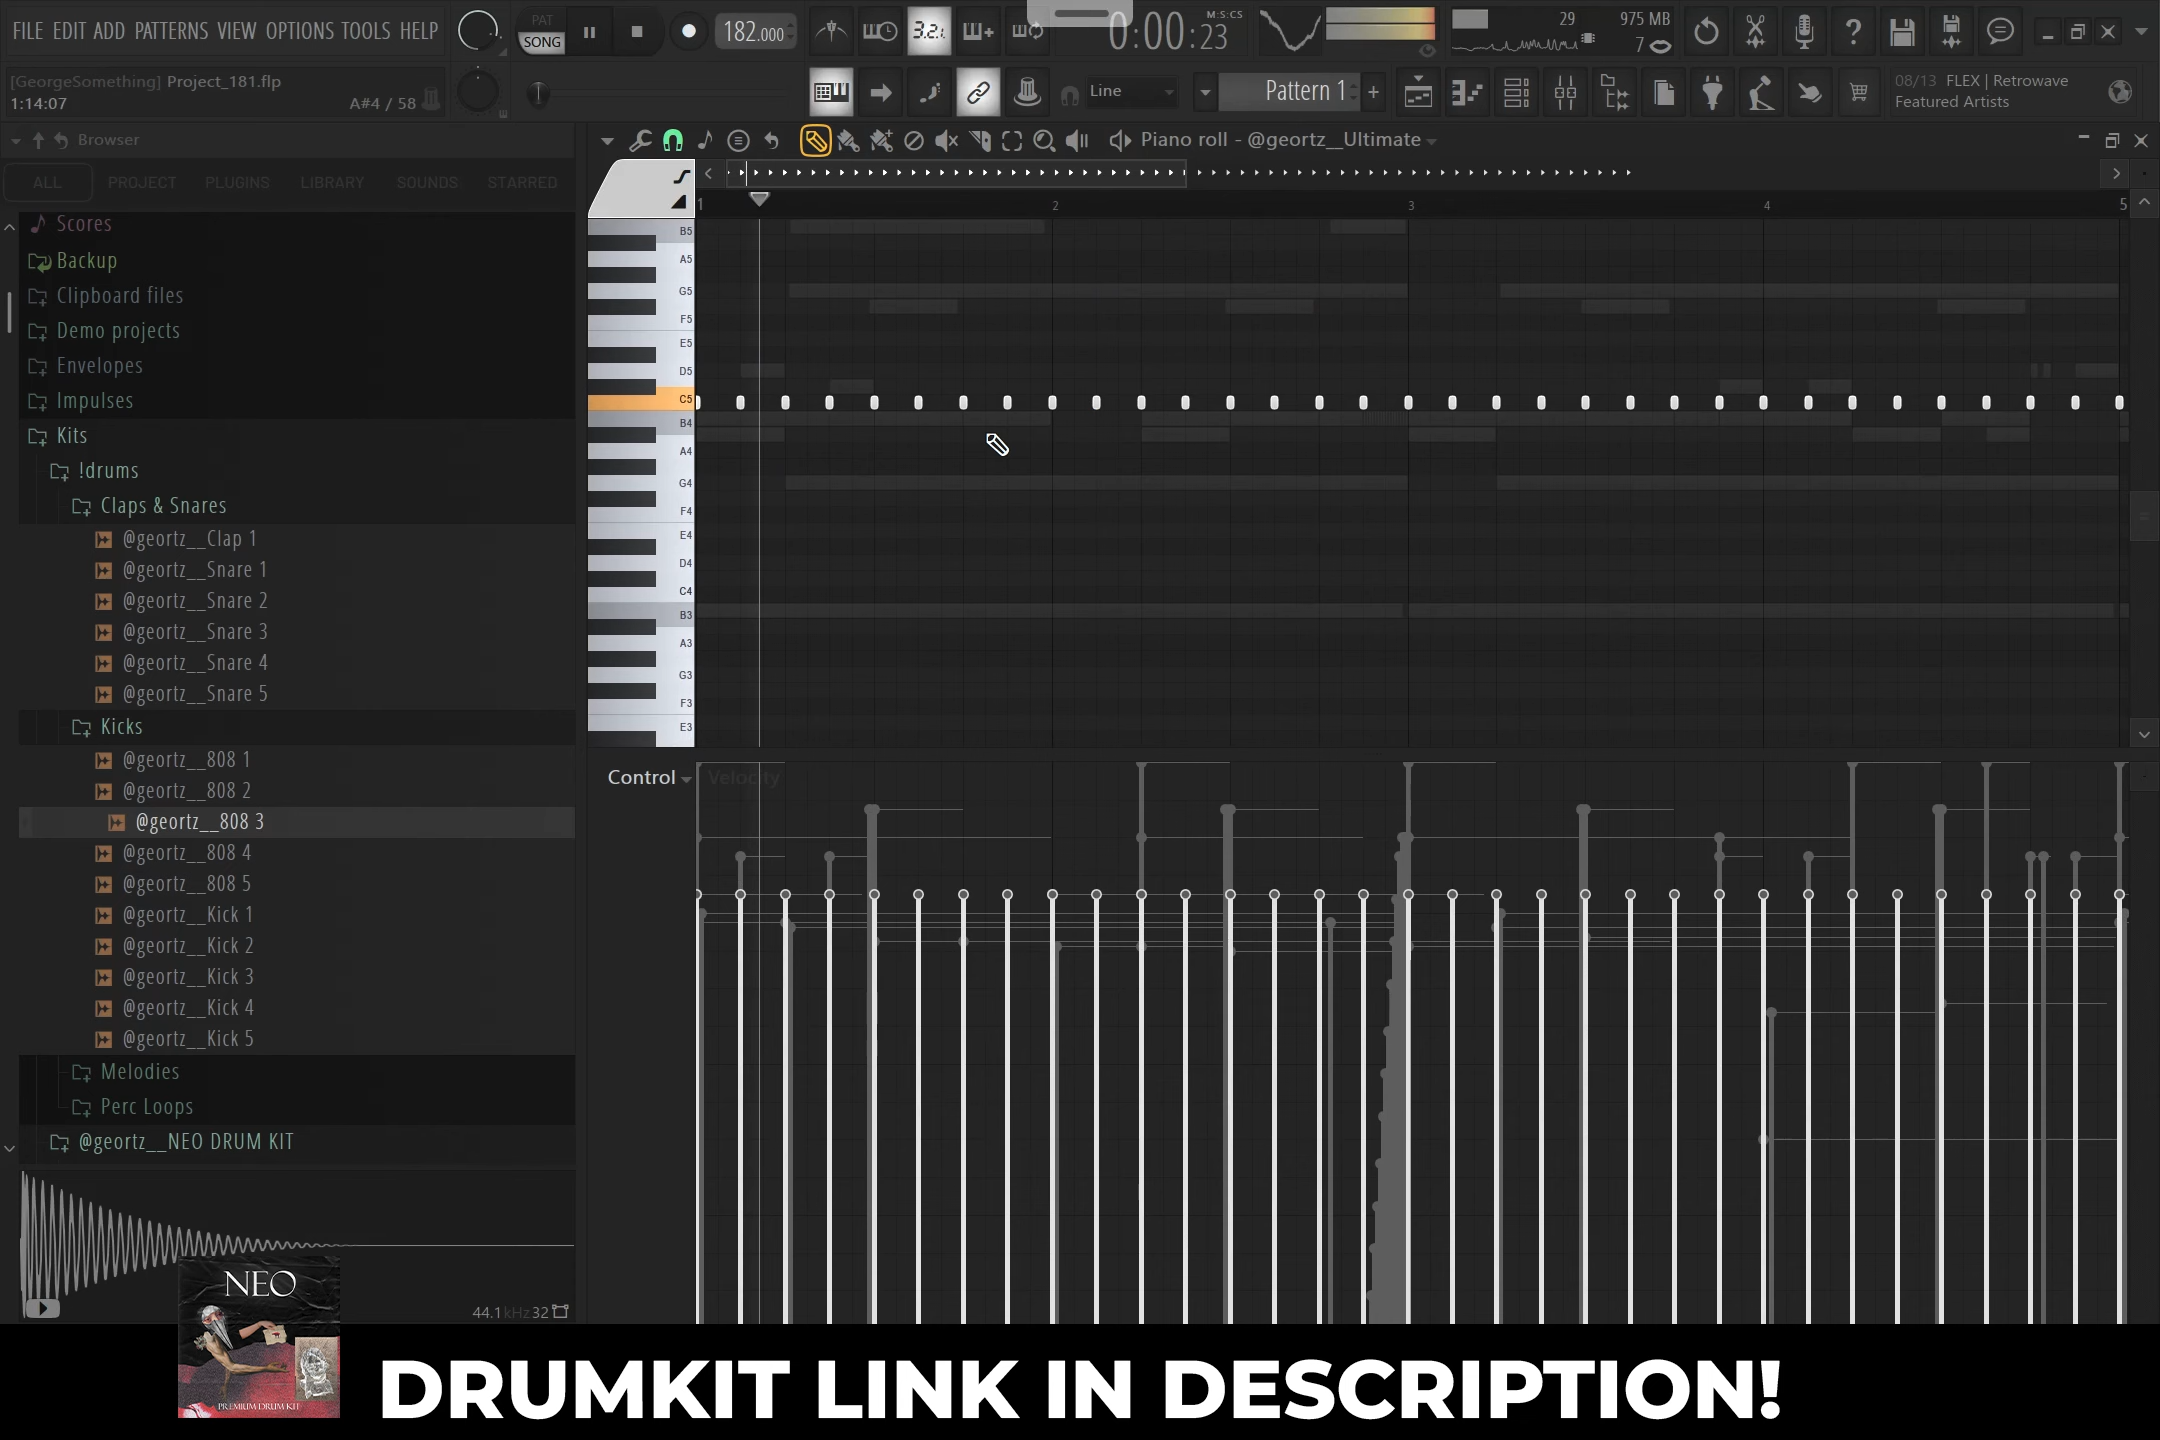 FILE EDIT ADD PATTERNS VIEW OPTIONS TOOLS HELP
PAT
SONG
182.000
3.2.1
M:S:CS
0:00:23
29
975 MB
7
[GeorgeSomething] Project_181.flp
1:14:07
A#4 / 58
Line
Pattern 1
08/13 FLEX | Retrowave
Featured Artists
Browser
Piano roll - @geortz__Ultimate
ALL PROJECT PLUGINS LIBRARY SOUNDS STARRED
Scores
Backup
Clipboard files
Demo projects
Envelopes
Impulses
Kits
!drums
Claps & Snares
@geortz__Clap 1
@geortz__Snare 1
@geortz__Snare 2
@geortz__Snare 3
@geortz__Snare 4
@geortz__Snare 5
Kicks
@geortz__808 1
@geortz__808 2
@geortz__808 3
@geortz__808 4
@geortz__808 5
@geortz__Kick 1
@geortz__Kick 2
@geortz__Kick 3
@geortz__Kick 4
@geortz__Kick 5
Melodies
Perc Loops
@geortz__NEO DRUM KIT
44.1kHz 32
1 2 3 4 5
B5
A5
G5
F5
E5
D5
C5
B4
A4
G4
F4
E4
D4
C4
B3
A3
G3
F3
E3
Control Velocity
NEO
PREMIUM DRUM KIT
DRUMKIT LINK IN DESCRIPTION!